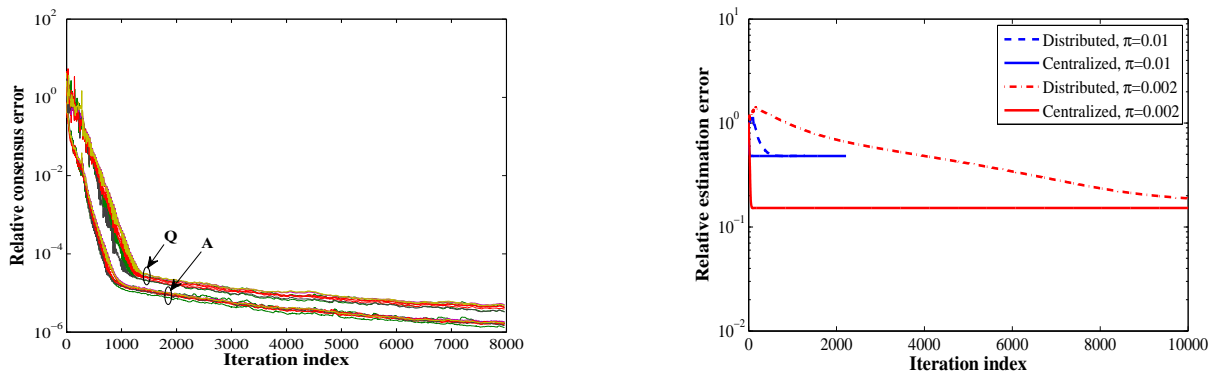 Relative consensus error
10^2
10^0
10^-2
10^-4
10^-6
Q
A
0 1000 2000 3000 4000 5000 6000 7000 8000
Iteration index
Relative estimation error
10^1
10^0
10^-1
10^-2
Distributed, π=0.01
Centralized, π=0.01
Distributed, π=0.002
Centralized, π=0.002
0 2000 4000 6000 8000 10000
Iteration index